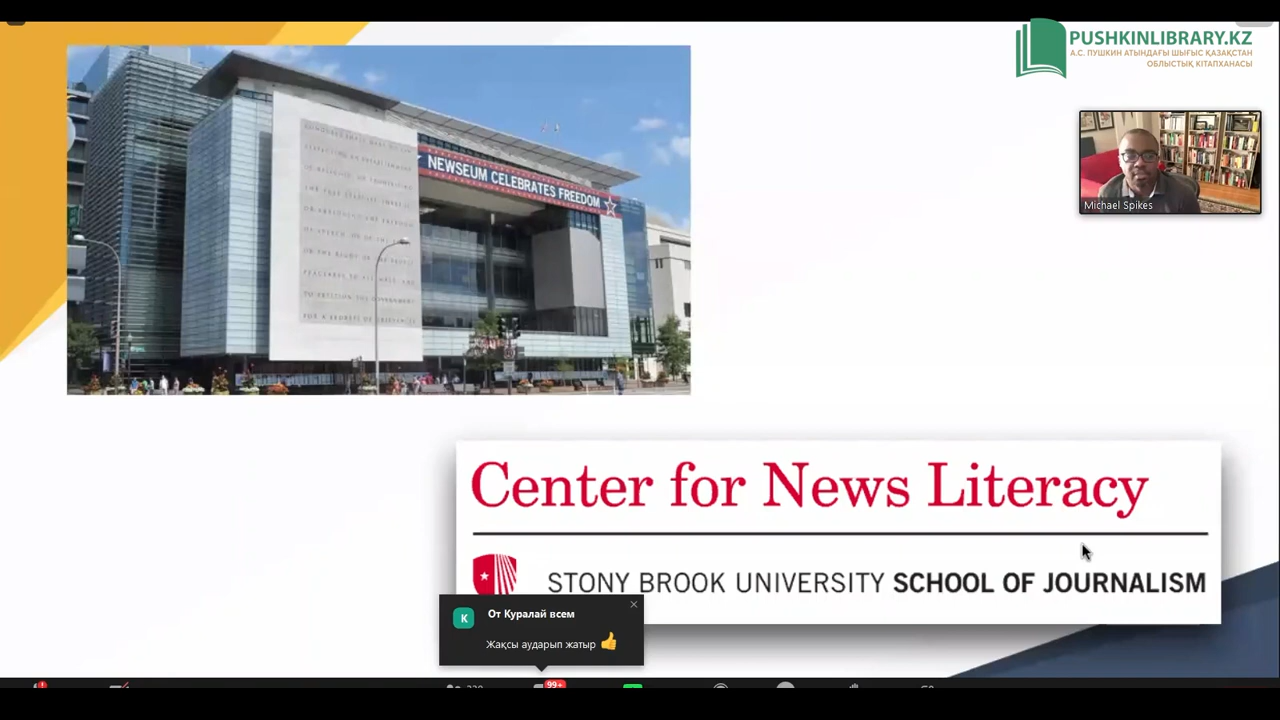 PUSHKINLIBRARY.KZ
А.С. ПУШКИН АТЫНДАҒЫ ШЫҒЫС ҚАЗАҚСТАН
ОБЛЫСТЫҚ КІТАПХАНАСЫ
NEWSEUM CELEBRATES FREEDOM
Michael Spikes
Center for News Literacy
STONY BROOK UNIVERSITY SCHOOL OF JOURNALISM
К
От Куралай всем
Жақсы аударып жатыр 👍
99+